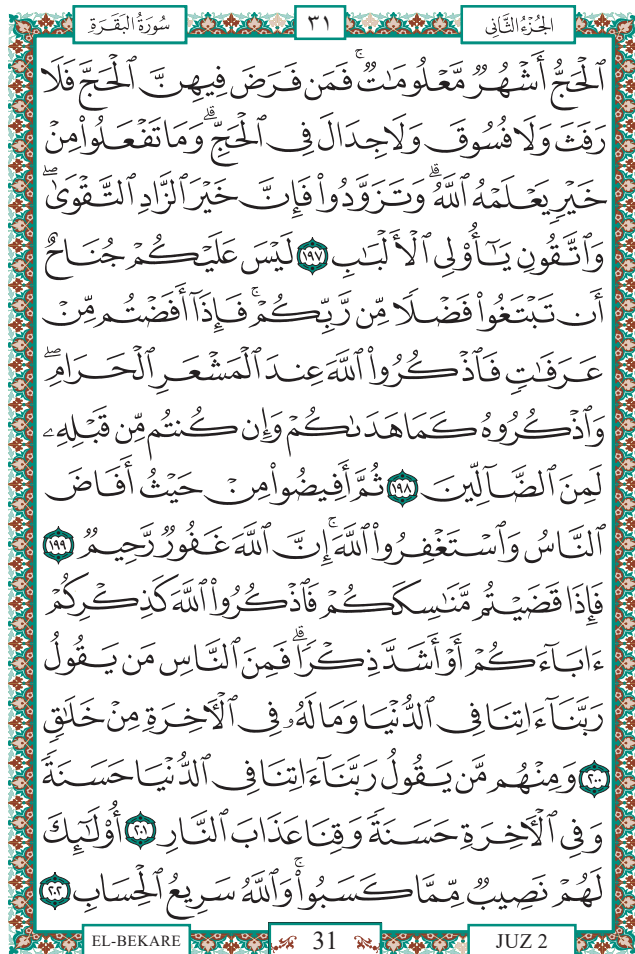 سُورَةُ البَقَرَةِ ٣١ الجُزْءُ الثَّانِي
ٱلْحَجُّ أَشْهُرٌ مَّعْلُومَٰتٌۚ فَمَن فَرَضَ فِيهِنَّ ٱلْحَجَّ فَلَا
رَفَثَ وَلَا فُسُوقَ وَلَا جِدَالَ فِي ٱلْحَجِّۗ وَمَا تَفْعَلُوا۟ مِنْ
خَيْرٍ يَعْلَمْهُ ٱللَّهُۗ وَتَزَوَّدُوا۟ فَإِنَّ خَيْرَ ٱلزَّادِ ٱلتَّقْوَىٰۖ
وَٱتَّقُونِ يَٰٓأُو۟لِي ٱلْأَلْبَٰبِ ١٩٧ لَيْسَ عَلَيْكُمْ جُنَاحٌ
أَن تَبْتَغُوا۟ فَضْلًا مِّن رَّبِّكُمْۚ فَإِذَآ أَفَضْتُم مِّنْ
عَرَفَٰتٍ فَٱذْكُرُوا۟ ٱللَّهَ عِندَ ٱلْمَشْعَرِ ٱلْحَرَامِۖ
وَٱذْكُرُوهُ كَمَا هَدَىٰكُمْ وَإِن كُنتُم مِّن قَبْلِهِۦ
لَمِنَ ٱلضَّآلِّينَ ١٩٨ ثُمَّ أَفِيضُوا۟ مِنْ حَيْثُ أَفَاضَ
ٱلنَّاسُ وَٱسْتَغْفِرُوا۟ ٱللَّهَۚ إِنَّ ٱللَّهَ غَفُورٌ رَّحِيمٌ ١٩٩
فَإِذَا قَضَيْتُم مَّنَٰسِكَكُمْ فَٱذْكُرُوا۟ ٱللَّهَ كَذِكْرِكُمْ
ءَابَآءَكُمْ أَوْ أَشَدَّ ذِكْرًاۗ فَمِنَ ٱلنَّاسِ مَن يَقُولُ
رَبَّنَآ ءَاتِنَا فِي ٱلدُّنْيَا وَمَا لَهُۥ فِي ٱلْأَخِرَةِ مِنْ خَلَٰقٍ
٢٠٠ وَمِنْهُم مَّن يَقُولُ رَبَّنَآ ءَاتِنَا فِي ٱلدُّنْيَا حَسَنَةً
وَفِي ٱلْأَخِرَةِ حَسَنَةً وَقِنَا عَذَابَ ٱلنَّارِ ٢٠١ أُو۟لَٰٓئِكَ
لَهُمْ نَصِيبٌ مِّمَّا كَسَبُوا۟ۚ وَٱللَّهُ سَرِيعُ ٱلْحِسَابِ ٢٠٢
EL-BEKARE 31 JUZ 2